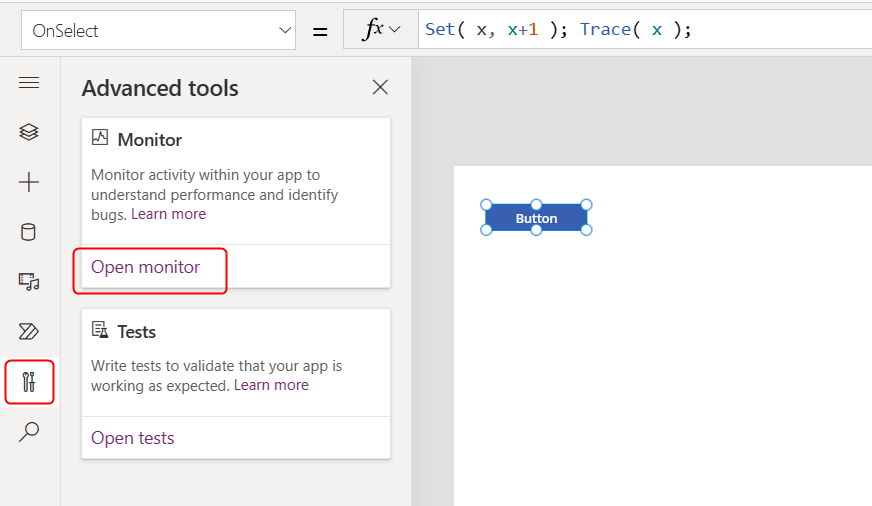 OnSelect = fx Set( x, x+1 ); Trace( x );
Advanced tools
Monitor
Monitor activity within your app to
understand performance and identify
bugs. Learn more
Open monitor
Tests
Write tests to validate that your app is
working as expected. Learn more
Open tests
Button